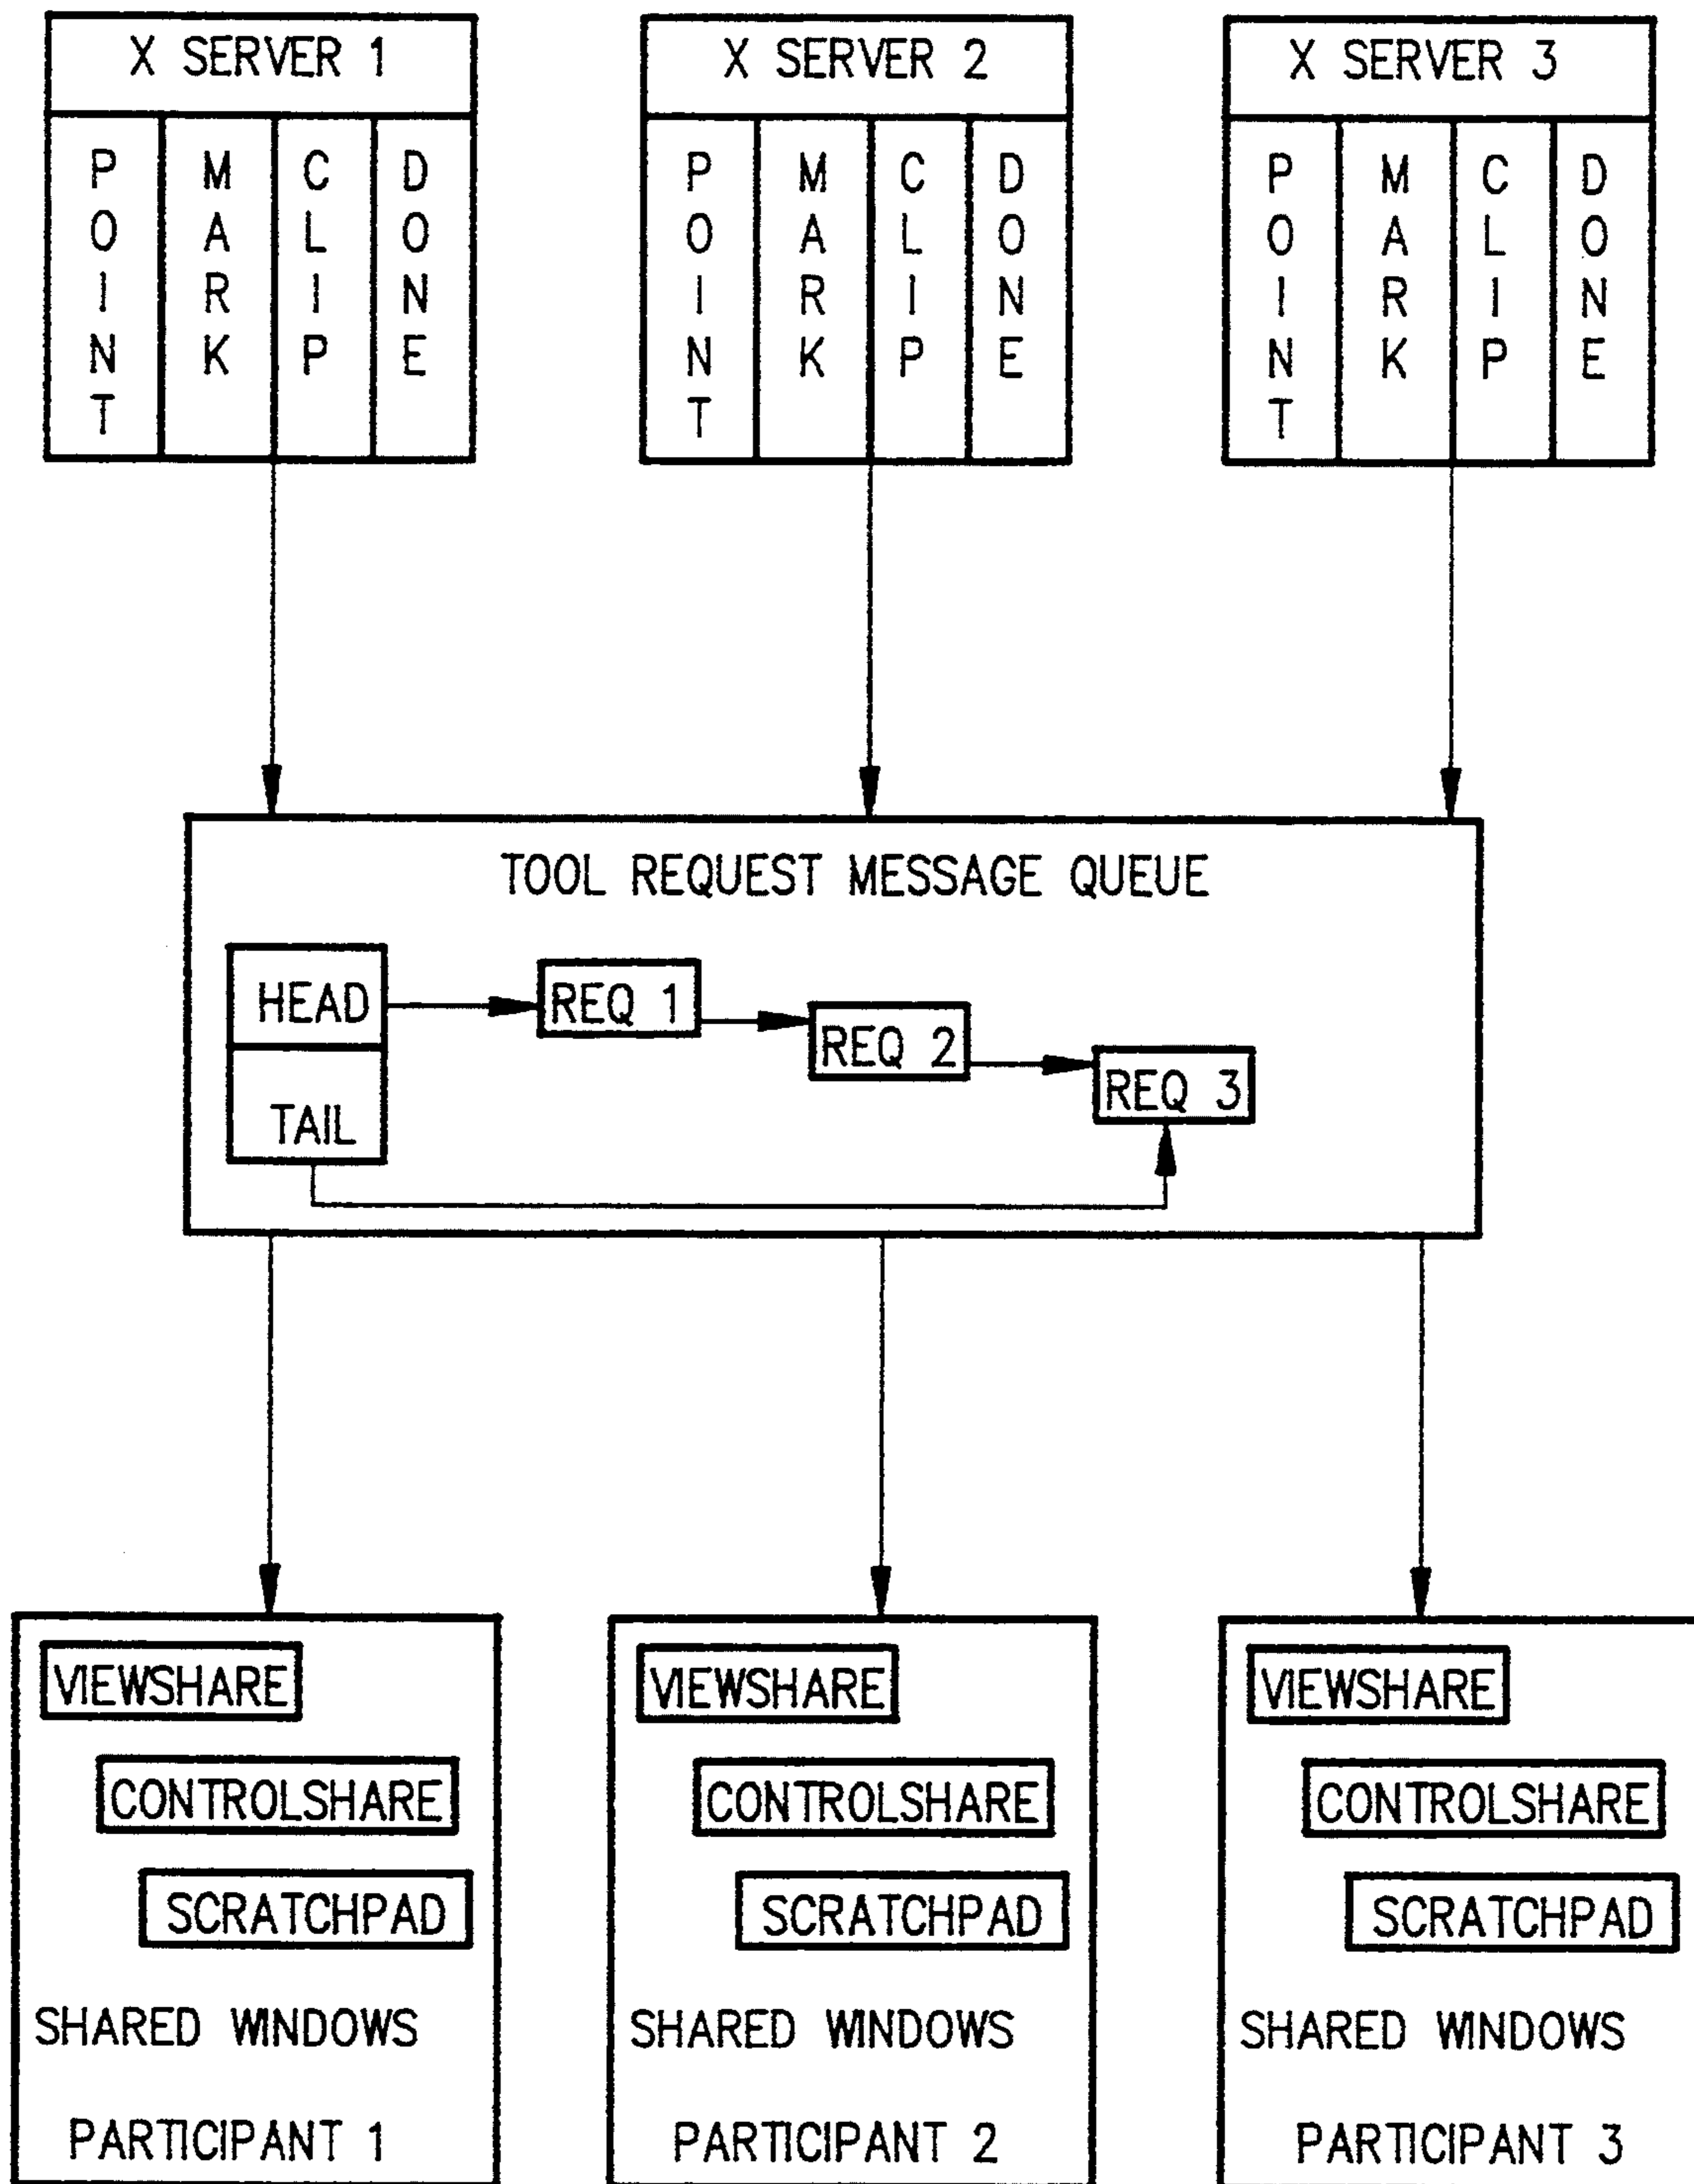 X SERVER 1
POINT
MARK
CLIP
DONE
X SERVER 2
POINT
MARK
CLIP
DONE
X SERVER 3
POINT
MARK
CLIP
DONE
TOOL REQUEST MESSAGE QUEUE
HEAD
REQ 1
REQ 2
REQ 3
TAIL
VIEWSHARE
CONTROLSHARE
SCRATCHPAD
SHARED WINDOWS
PARTICIPANT 1
VIEWSHARE
CONTROLSHARE
SCRATCHPAD
SHARED WINDOWS
PARTICIPANT 2
VIEWSHARE
CONTROLSHARE
SCRATCHPAD
SHARED WINDOWS
PARTICIPANT 3